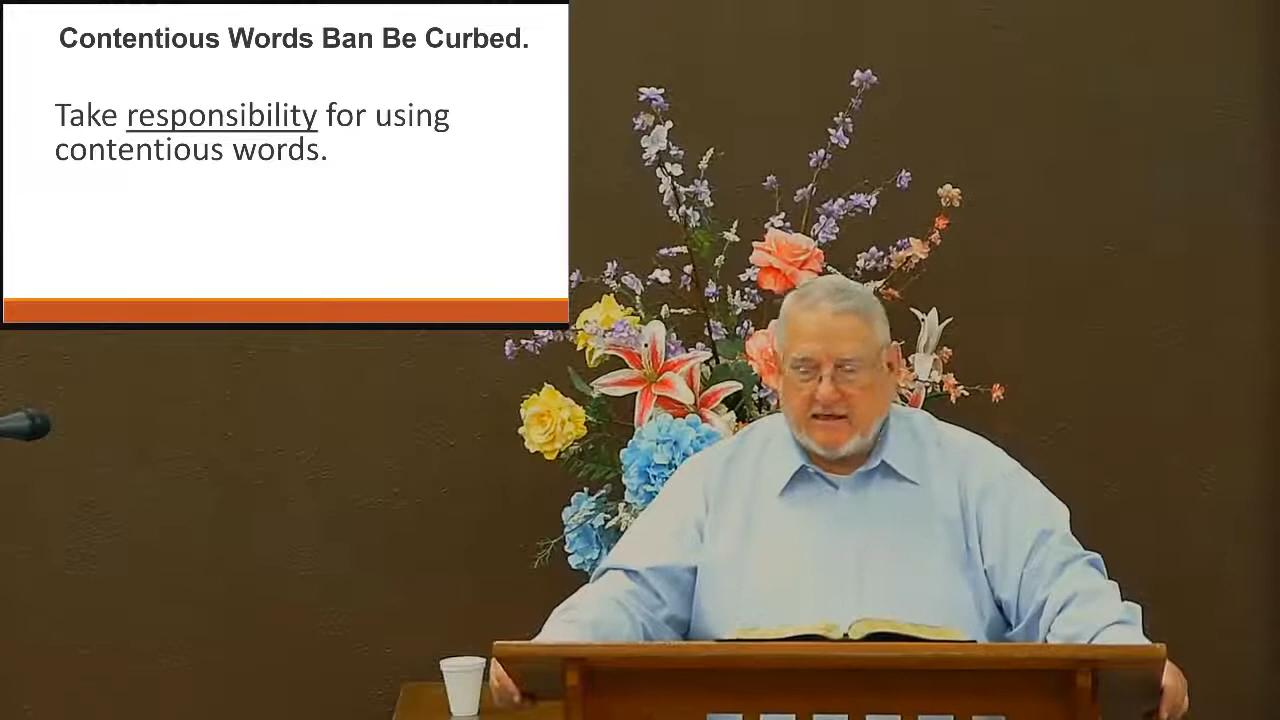 Contentious Words Ban Be Curbed.
Take responsibility for using
contentious words.